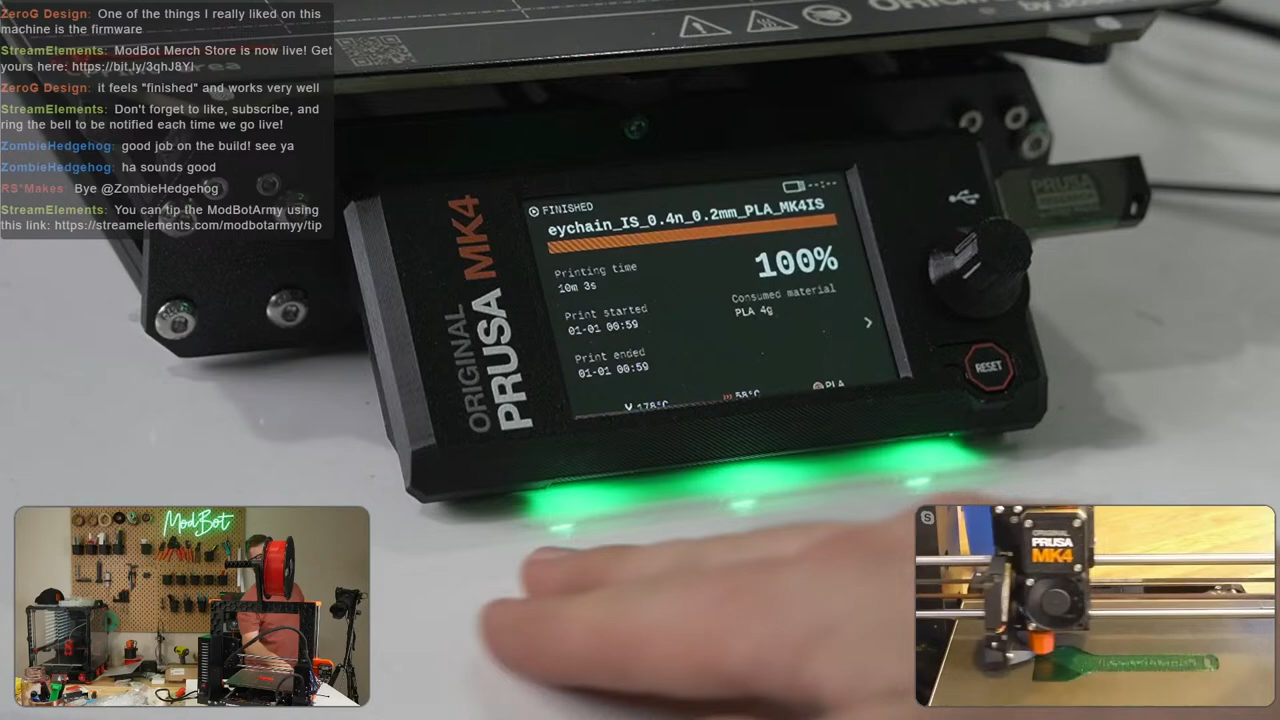 ZeroG Design: One of the things I really liked on this
machine is the firmware
StreamElements: ModBot Merch Store is now live! Get
yours here: https://bit.ly/3qhJ8YI
ZeroG Design: it feels "finished" and works very well
StreamElements: Don't forget to like, subscribe, and
ring the bell to be notified each time we go live!
ZombieHedgehog: good job on the build! see ya
ZombieHedgehog: ha sounds good
RS*Makes: Bye @ZombieHedgehog
StreamElements: You can tip the ModBotArmy using
this link: https://streamelements.com/modbotarmyy/tip
ORIGINAL
by
ORIGINAL
PRUSA MK4
FINISHED
eychain_IS_0.4n_0.2mm_PLA_MK4IS
100%
Printing time
10m 3s
Consumed material
PLA 4g
Print started
01-01 00:59
Print ended
01-01 00:59
178°C
58°C
PLA
PRUSA
RESET
ModBot
ORIGINAL
PRUSA
MK4